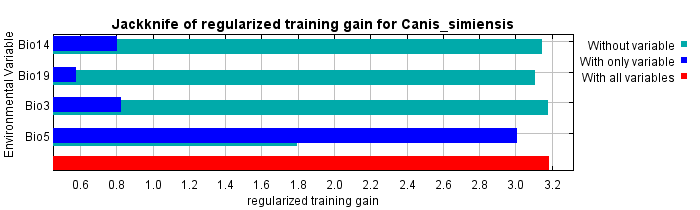 Jackknife of regularized training gain for Canis_simiensis
Environmental Variable
Bio14
Bio19
Bio3
Bio5
Without variable
With only variable
With all variables
0.6 0.8 1.0 1.2 1.4 1.6 1.8 2.0 2.2 2.4 2.6 2.8 3.0 3.2
regularized training gain